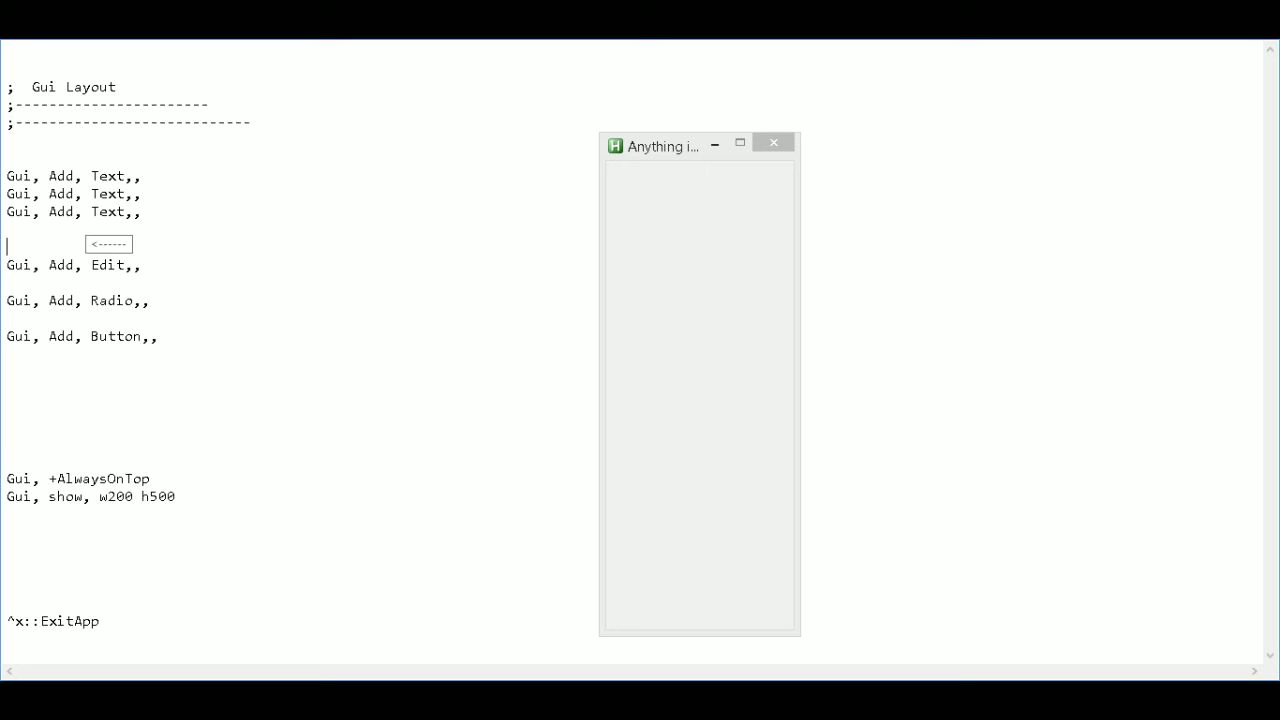 ;  Gui Layout
;-----------------------
;----------------------------
Gui, Add, Text,,
Gui, Add, Text,,
Gui, Add, Text,,
<------
Gui, Add, Edit,,
Gui, Add, Radio,,
Gui, Add, Button,,
Gui, +AlwaysOnTop
Gui, show, w200 h500
^x::ExitApp
H Anything i...